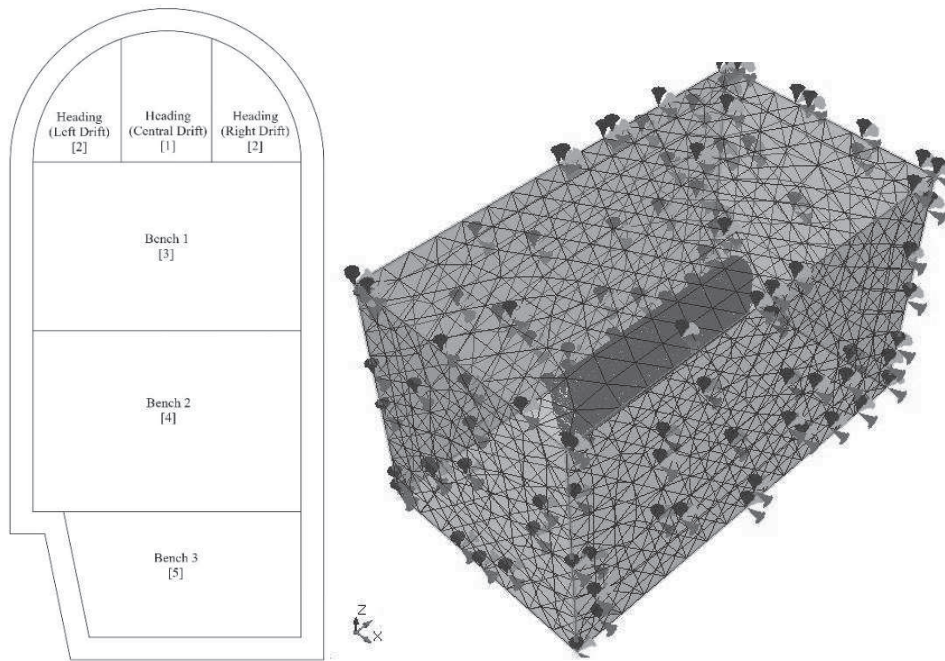 Heading
(Left Drift)
[2]
Heading
(Central Drift)
[1]
Heading
(Right Drift)
[2]
Bench 1
[3]
Bench 2
[4]
Bench 3
[5]
Z
X